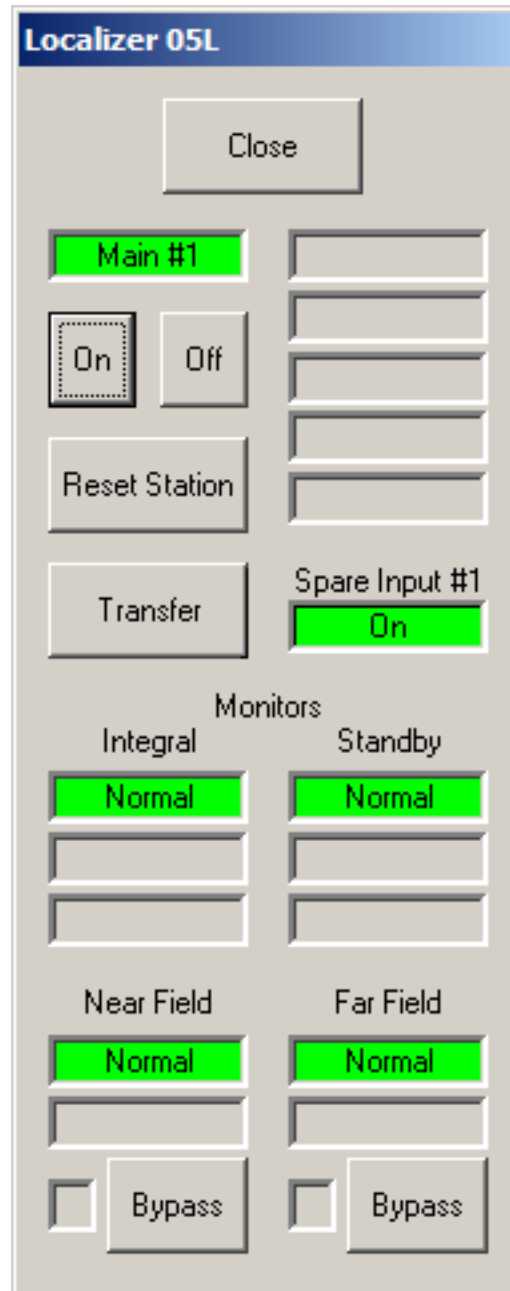 Localizer 05L
Close
Main #1
On Off
Reset Station
Transfer
Spare Input #1
On
Monitors
Integral Standby
Normal Normal
Near Field Far Field
Normal Normal
Bypass Bypass